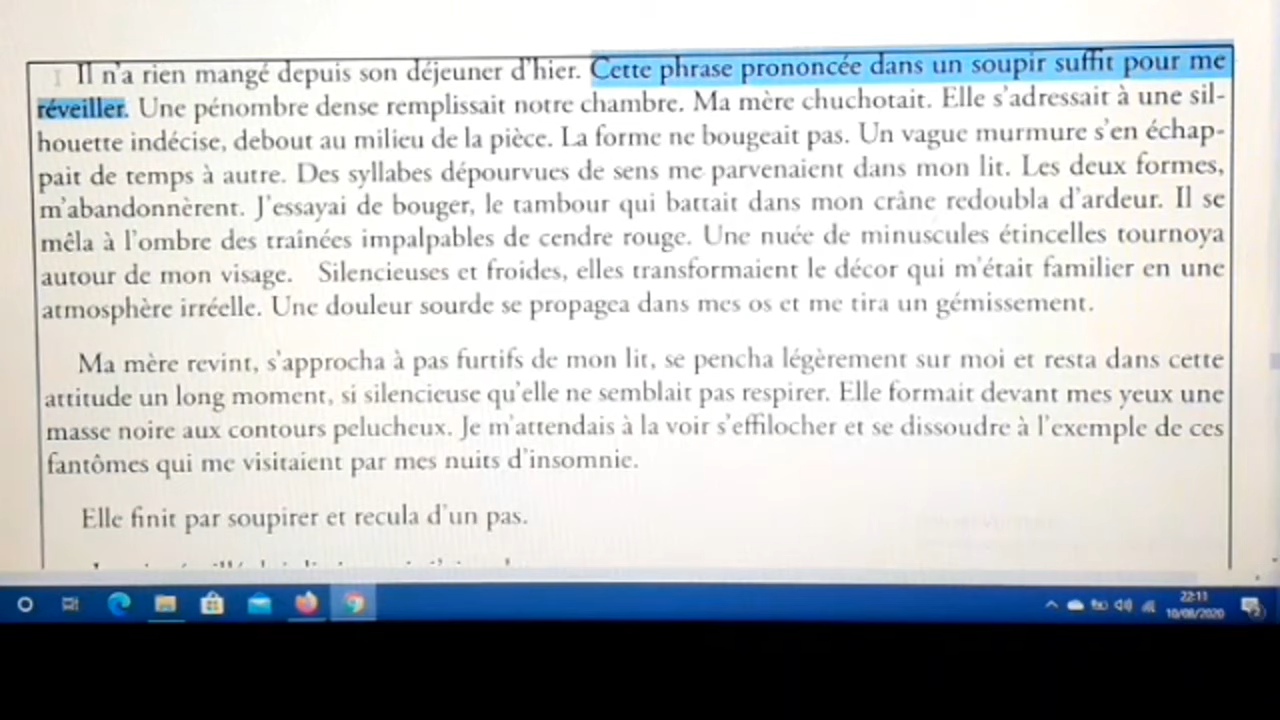 Il n'a rien mangé depuis son déjeuner d'hier. Cette phrase prononcée dans un soupir suffit pour me
réveiller. Une pénombre dense remplissait notre chambre. Ma mère chuchotait. Elle s'adressait à une sil-
houette indécise, debout au milieu de la pièce. La forme ne bougeait pas. Un vague murmure s'en échap-
pait de temps à autre. Des syllabes dépourvues de sens me parvenaient dans mon lit. Les deux formes,
m'abandonnèrent. J'essayai de bouger, le tambour qui battait dans mon crâne redoubla d'ardeur. Il se
mêla à l'ombre des traînées impalpables de cendre rouge. Une nuée de minuscules étincelles tournoya
autour de mon visage. Silencieuses et froides, elles transformaient le décor qui m'était familier en une
atmosphère irréelle. Une douleur sourde se propagea dans mes os et me tira un gémissement.
Ma mère revint, s'approcha à pas furtifs de mon lit, se pencha légèrement sur moi et resta dans cette
attitude un long moment, si silencieuse qu'elle ne semblait pas respirer. Elle formait devant mes yeux une
masse noire aux contours pelucheux. Je m'attendais à la voir s'effilocher et se dissoudre à l'exemple de ces
fantômes qui me visitaient par mes nuits d'insomnie.
Elle finit par soupirer et recula d'un pas.
22:11
10/08/2020